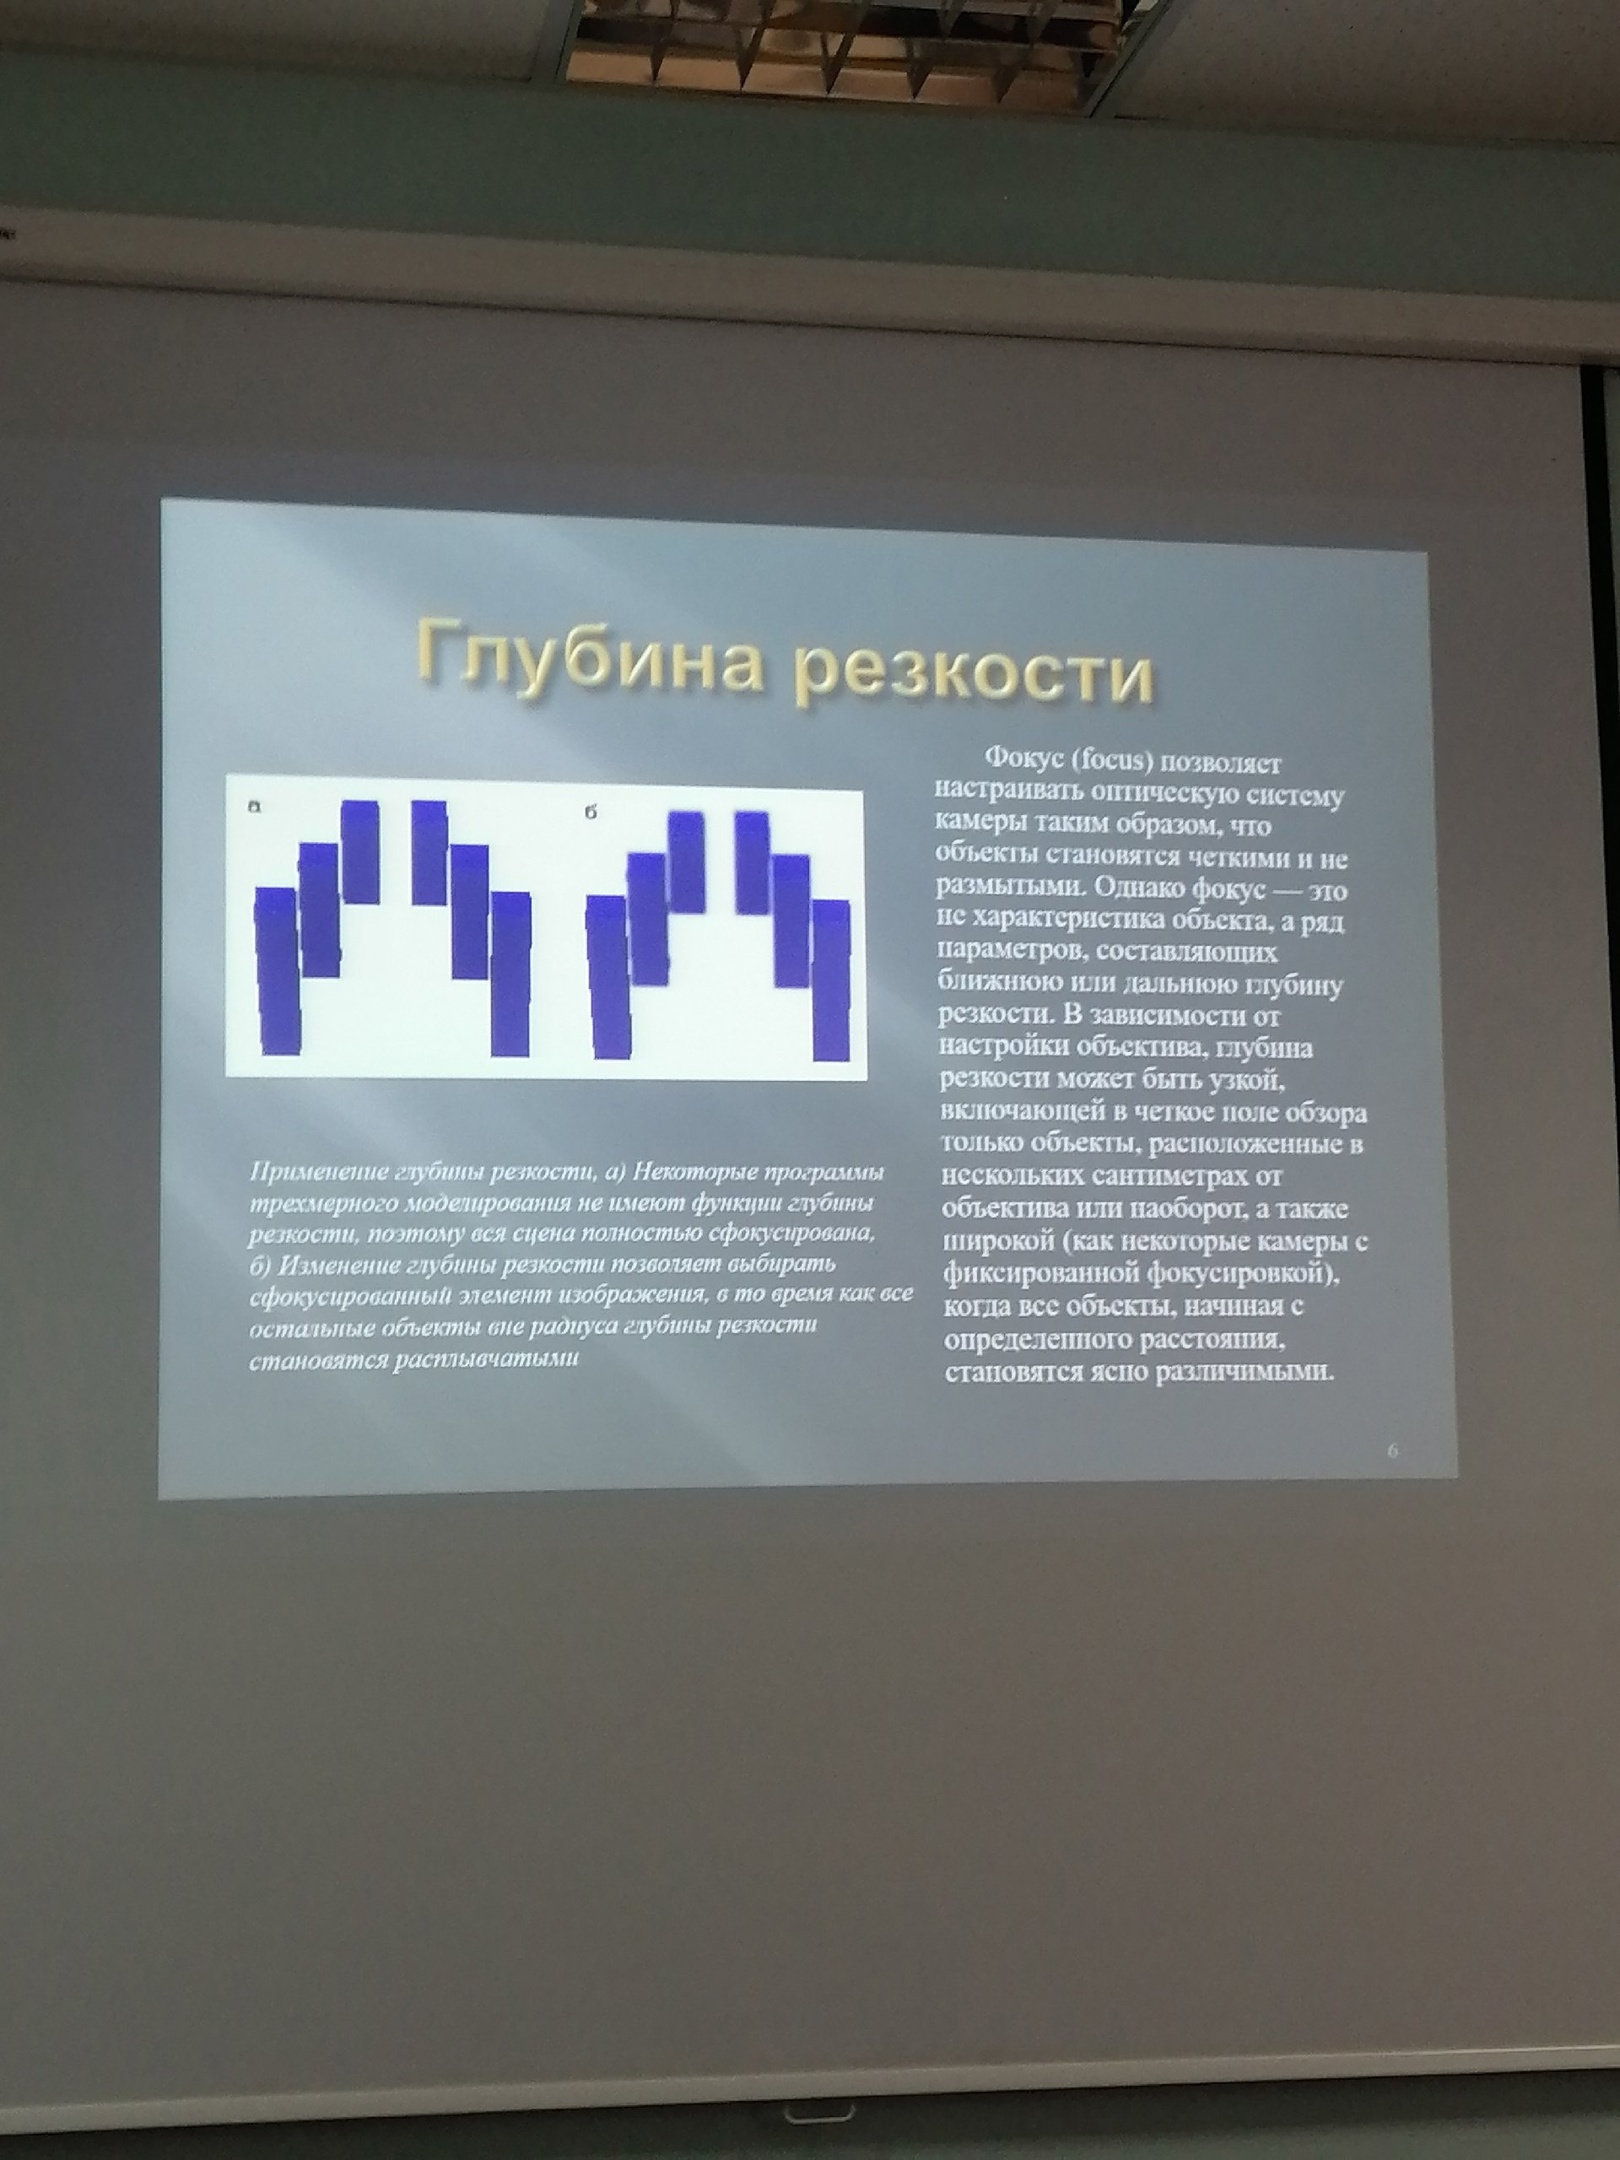 Глубина резкости
а
б
Применение глубины резкости, а) Некоторые программы
трехмерного моделирования не имеют функции глубины
резкости, поэтому вся сцена полностью сфокусирована,
б) Изменение глубины резкости позволяет выбирать
сфокусированный элемент изображения, в то время как все
остальные объекты вне радиуса глубины резкости
становятся расплывчатыми
Фокус (focus) позволяет
настраивать оптическую систему
камеры таким образом, что
объекты становятся четкими и не
размытыми. Однако фокус — это
не характеристика объекта, а ряд
параметров, составляющих
ближнюю или дальнюю глубину
резкости. В зависимости от
настройки объектива, глубина
резкости может быть узкой,
включающей в четкое поле обзора
только объекты, расположенные в
нескольких сантиметрах от
объектива или наоборот, а также
широкой (как некоторые камеры с
фиксированной фокусировкой),
когда все объекты, начиная с
определенного расстояния,
становятся ясно различимыми.
6